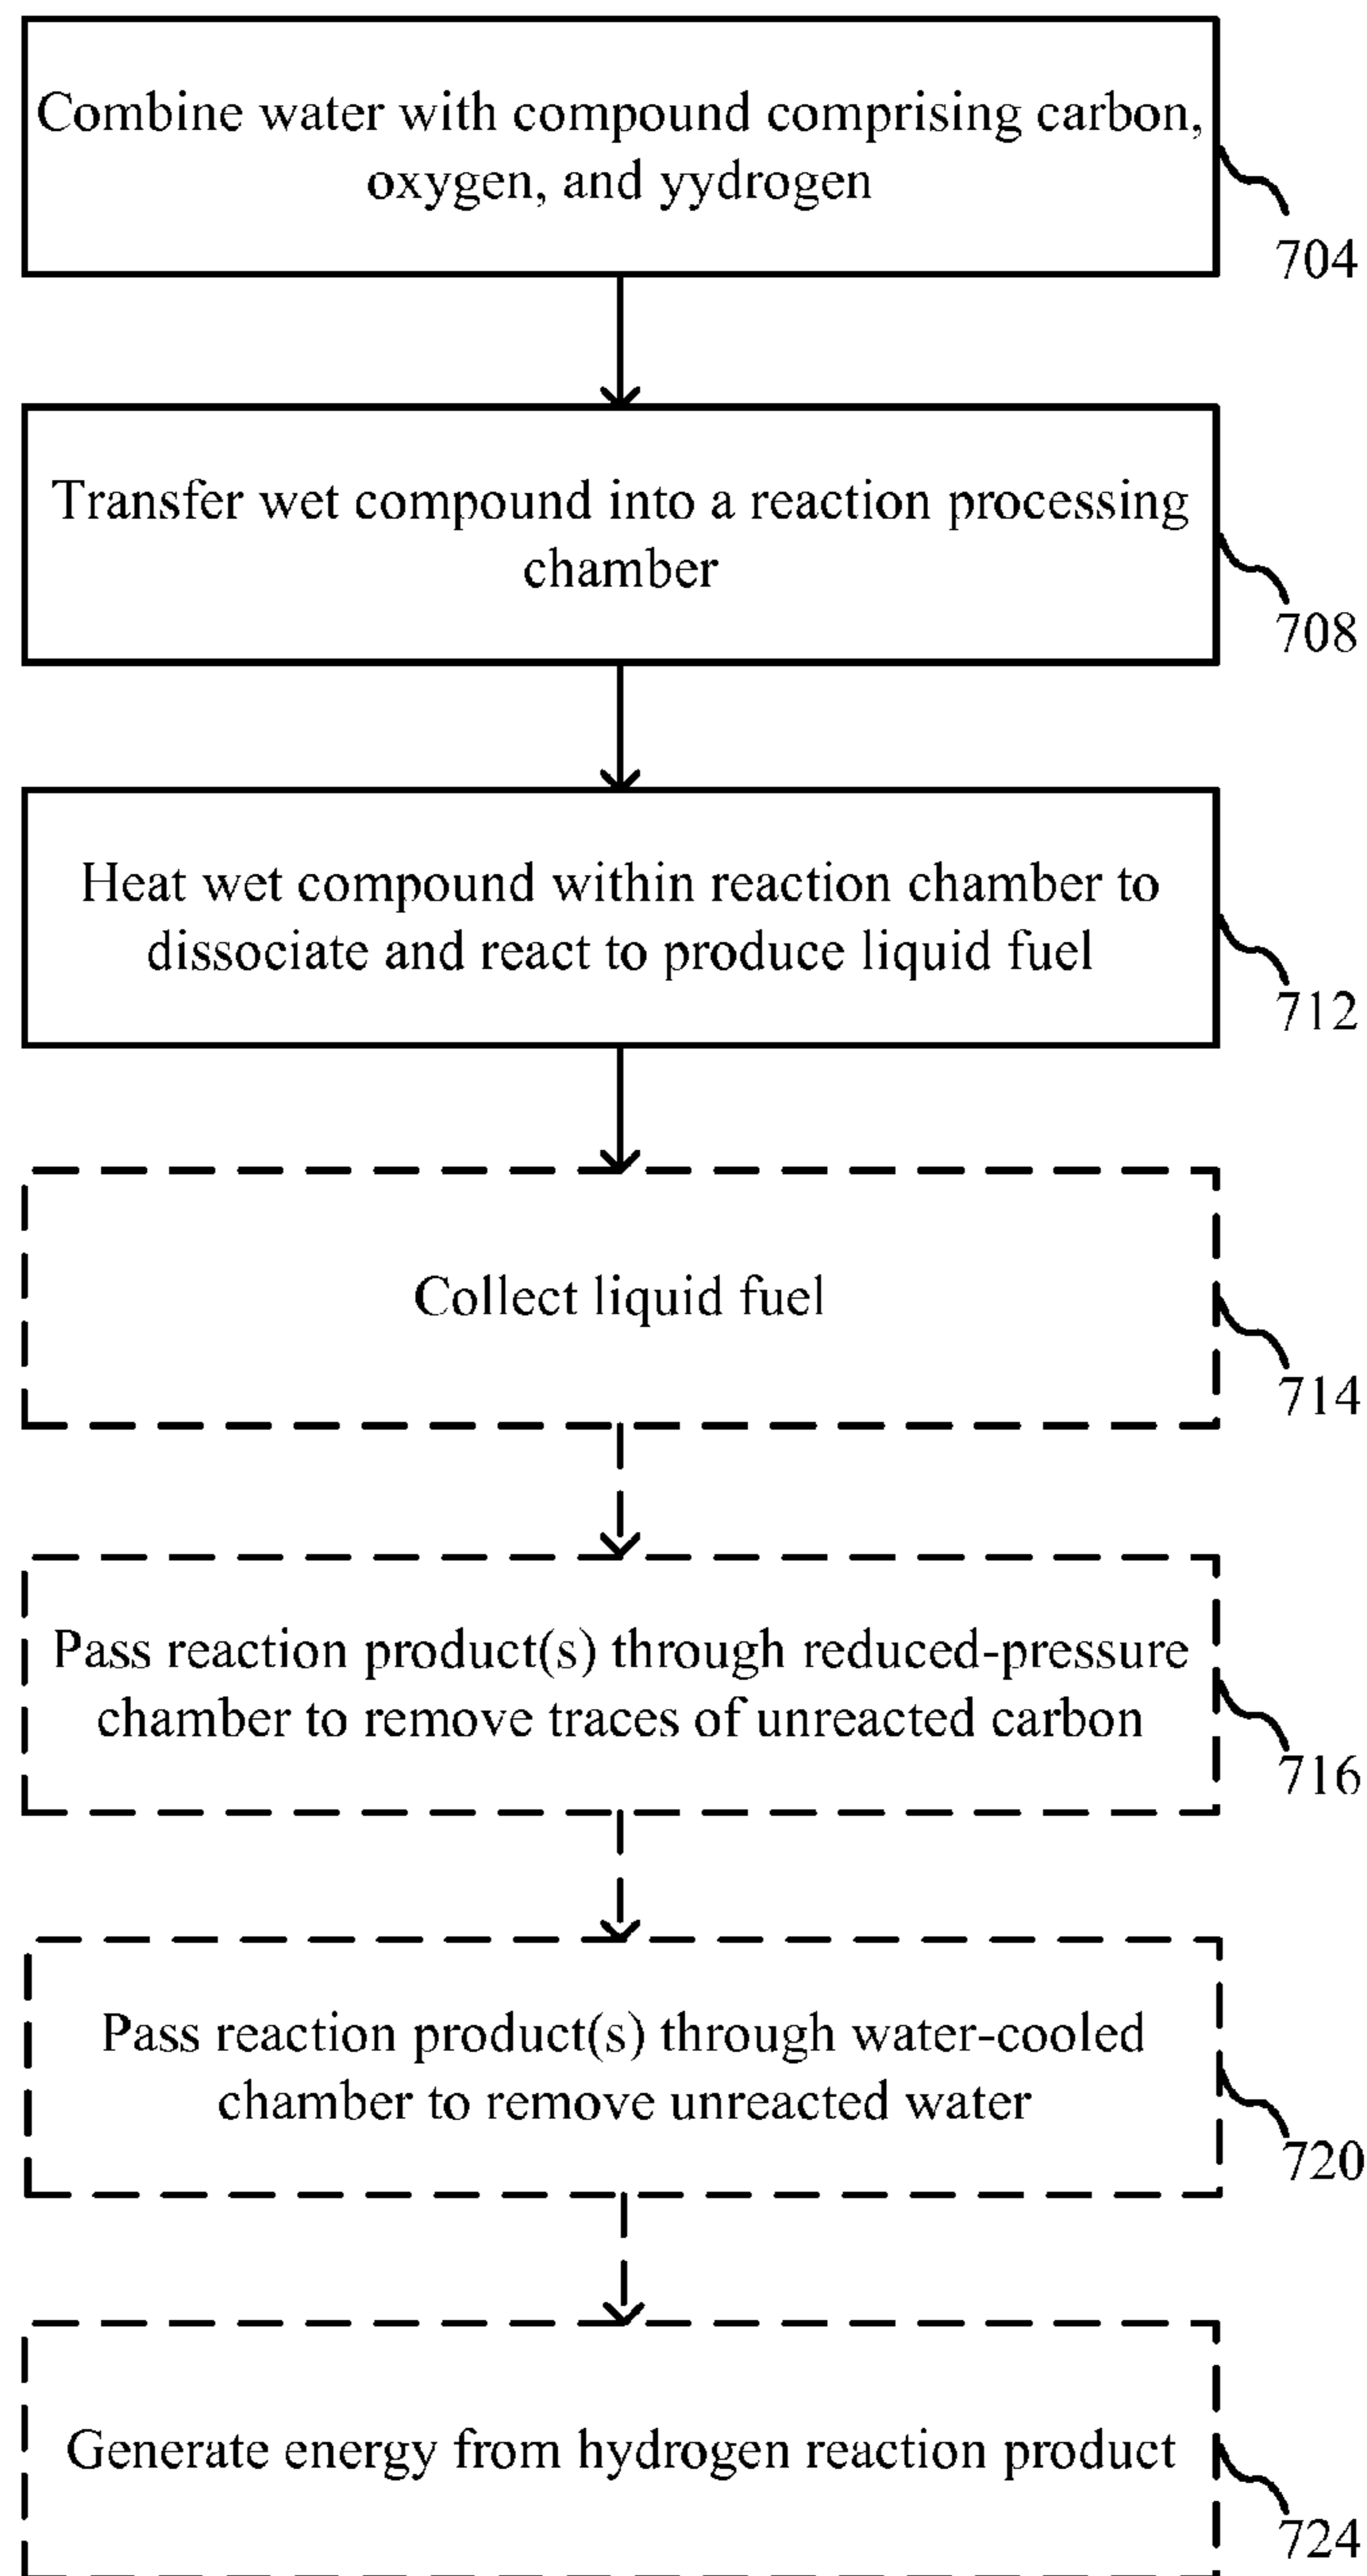 Combine water with compound comprising carbon,
oxygen, and yydrogen
704
Transfer wet compound into a reaction processing
chamber
708
Heat wet compound within reaction chamber to
dissociate and react to produce liquid fuel
712
Collect liquid fuel
714
Pass reaction product(s) through reduced-pressure
chamber to remove traces of unreacted carbon
716
Pass reaction product(s) through water-cooled
chamber to remove unreacted water
720
Generate energy from hydrogen reaction product
724